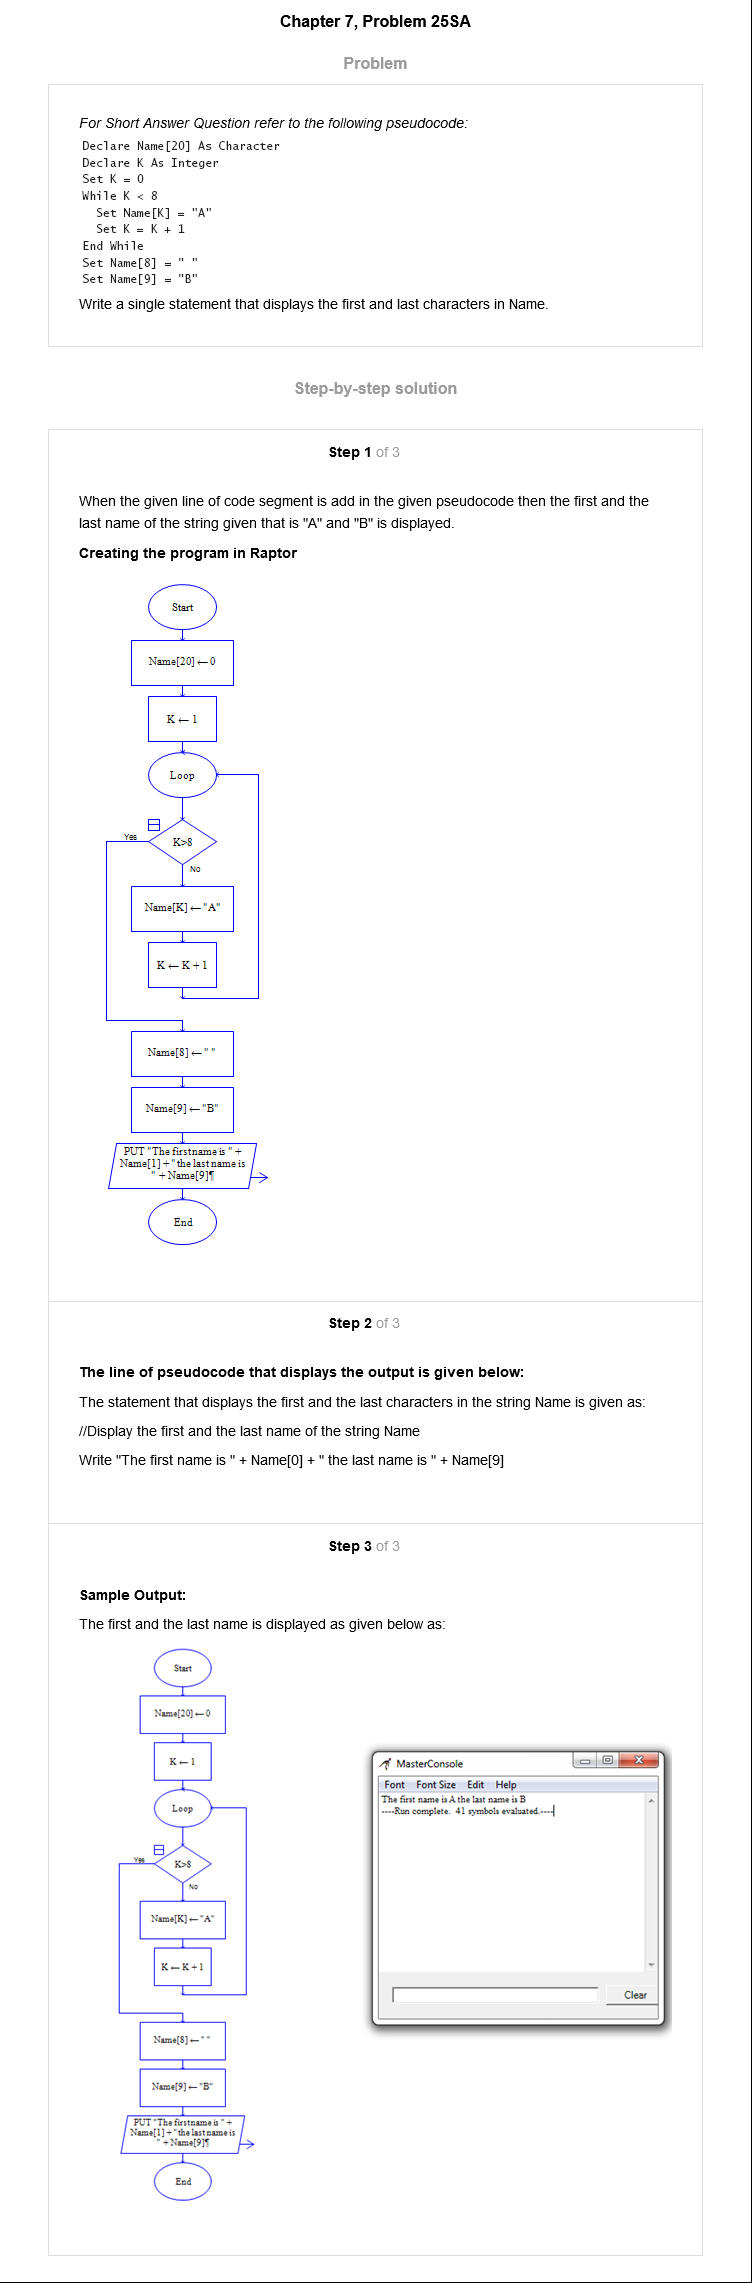 Chapter 7, Problem 25SA
Problem
For Short Answer Question refer to the following pseudocode:
Declare Name[20] As Character
Declare K As Integer
Set K = 0
While K < 8
Set Name[K] = "A"
Set K = K + 1
End While
Set Name[8] = " "
Set Name[9] = "B"
Write a single statement that displays the first and last characters in Name.
Step-by-step solution
Step 1 of 3
When the given line of code segment is add in the given pseudocode then the first and the
last name of the string given that is "A" and "B" is displayed.
Creating the program in Raptor
Start
Name[20] ← 0
K ← 1
Loop
Yes
K>8
No
Name[K] ← "A"
K ← K + 1
Name[8] ← " "
Name[9] ← "B"
PUT "The first name is " +
Name[1] + " the last name is
" + Name[9]¶
End
Step 2 of 3
The line of pseudocode that displays the output is given below:
The statement that displays the first and the last characters in the string Name is given as:
//Display the first and the last name of the string Name
Write "The first name is " + Name[0] + " the last name is " + Name[9]
Step 3 of 3
Sample Output:
The first and the last name is displayed as given below as:
Start
Name[20] ← 0
K ← 1
Loop
Yes
K>8
No
Name[K] ← "A"
K ← K + 1
Name[8] ← " "
Name[9] ← "B"
PUT "The first name is " +
Name[1] + " the last name is
" + Name[9]¶
End
MasterConsole
Font Font Size Edit Help
The first name is A the last name is B
----Run complete. 41 symbols evaluated.----
Clear